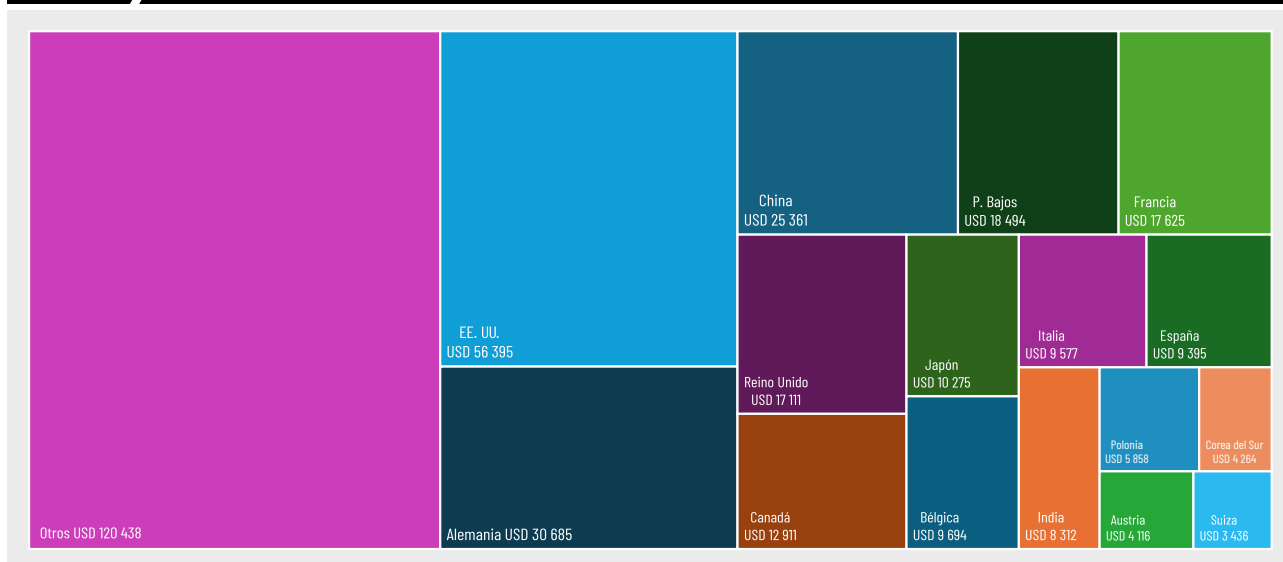 Otros USD 120 438
EE. UU.
USD 56 395
Alemania USD 30 685
China
USD 25 361
P. Bajos
USD 18 494
Francia
USD 17 625
Reino Unido
USD 17 111
Canadá
USD 12 911
Japón
USD 10 275
Bélgica
USD 9 694
Italia
USD 9 577
España
USD 9 395
India
USD 8 312
Polonia
USD 5 858
Corea del Sur
USD 4 264
Austria
USD 4 116
Suiza
USD 3 436